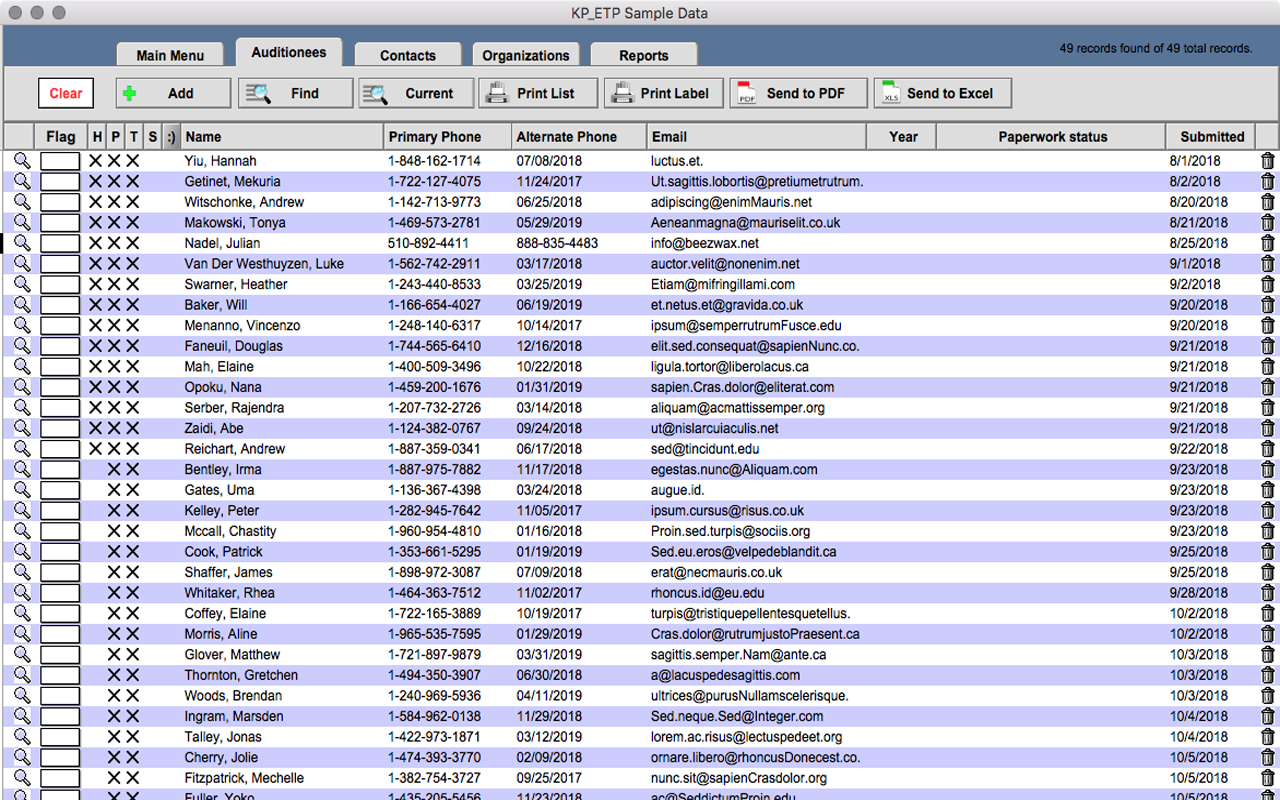 KP_ETP Sample Data
Main Menu Auditionees Contacts Organizations Reports 49 records found of 49 total records.
Clear Add Find Current Print List Print Label PDF Send to PDF XLS Send to Excel
Flag H P T S :) Name Primary Phone Alternate Phone Email Year Paperwork status Submitted
X X X Yiu, Hannah 1-848-162-1714 07/08/2018 luctus.et. 8/1/2018
X X X Getinet, Mekuria 1-722-127-4075 11/24/2017 Ut.sagittis.lobortis@pretiumetrutrum. 8/2/2018
X X X Witschonke, Andrew 1-142-713-9773 06/25/2018 adipiscing@enimMauris.net 8/20/2018
X X X Makowski, Tonya 1-469-573-2781 05/29/2019 Aeneanmagna@mauriselit.co.uk 8/21/2018
X X X Nadel, Julian 510-892-4411 888-835-4483 info@beezwax.net 8/25/2018
X X X Van Der Westhuyzen, Luke 1-562-742-2911 03/17/2018 auctor.velit@nonenim.net 9/1/2018
X X X Swarner, Heather 1-243-440-8533 03/25/2019 Etiam@mifringillami.com 9/2/2018
X X X Baker, Will 1-166-654-4027 06/19/2019 et.netus.et@gravida.co.uk 9/20/2018
X X X Menanno, Vincenzo 1-248-140-6317 10/14/2017 ipsum@semperrutrumFusce.edu 9/20/2018
X X X Faneuil, Douglas 1-744-565-6410 12/16/2018 elit.sed.consequat@sapienNunc.co. 9/21/2018
X X X Mah, Elaine 1-400-509-3496 10/22/2018 ligula.tortor@liberolacus.ca 9/21/2018
X X X Opoku, Nana 1-459-200-1676 01/31/2019 sapien.Cras.dolor@eliterat.com 9/21/2018
X X X Serber, Rajendra 1-207-732-2726 03/14/2018 aliquam@acmattissemper.org 9/21/2018
X X X Zaidi, Abe 1-124-382-0767 09/24/2018 ut@nislarcuiaculis.net 9/21/2018
X X X Reichart, Andrew 1-887-359-0341 06/17/2018 sed@tincidunt.edu 9/22/2018
X X Bentley, Irma 1-887-975-7882 11/17/2018 egestas.nunc@Aliquam.com 9/23/2018
X X Gates, Uma 1-136-367-4398 03/24/2018 augue.id. 9/23/2018
X X Kelley, Peter 1-282-945-7642 11/05/2017 ipsum.cursus@risus.co.uk 9/23/2018
X X Mccall, Chastity 1-960-954-4810 01/16/2018 Proin.sed.turpis@sociis.org 9/23/2018
X X Cook, Patrick 1-353-661-5295 01/19/2019 Sed.eu.eros@velpedeblandit.ca 9/25/2018
X X Shaffer, James 1-898-972-3087 07/09/2018 erat@necmauris.co.uk 9/25/2018
X X Whitaker, Rhea 1-464-363-7512 11/02/2017 rhoncus.id@eu.edu 9/28/2018
X X Coffey, Elaine 1-722-165-3889 10/19/2017 turpis@tristiquepellentesquetellus. 10/2/2018
X X Morris, Aline 1-965-535-7595 01/29/2019 Cras.dolor@rutrumjustoPraesent.ca 10/2/2018
X X Glover, Matthew 1-721-897-9879 03/31/2019 sagittis.semper.Nam@ante.ca 10/3/2018
X X Thornton, Gretchen 1-494-350-3907 06/30/2018 a@lacuspedesagittis.com 10/3/2018
X X Woods, Brendan 1-240-969-5936 04/11/2019 ultrices@purusNullamscelerisque. 10/3/2018
X X Ingram, Marsden 1-584-962-0138 11/29/2018 Sed.neque.Sed@Integer.com 10/4/2018
X X Talley, Jonas 1-422-973-1871 03/12/2019 lorem.ac.risus@lectuspedeet.org 10/4/2018
X X Cherry, Jolie 1-474-393-3770 02/09/2018 ornare.libero@rhoncusDonecest.co. 10/5/2018
X X Fitzpatrick, Mechelle 1-382-754-3727 09/25/2017 nunc.sit@sapienCrasdolor.org 10/5/2018
X X Fuller, Yoko 1-435-205-5456 11/23/2018 ac@SeddictumProin.edu 10/5/2018